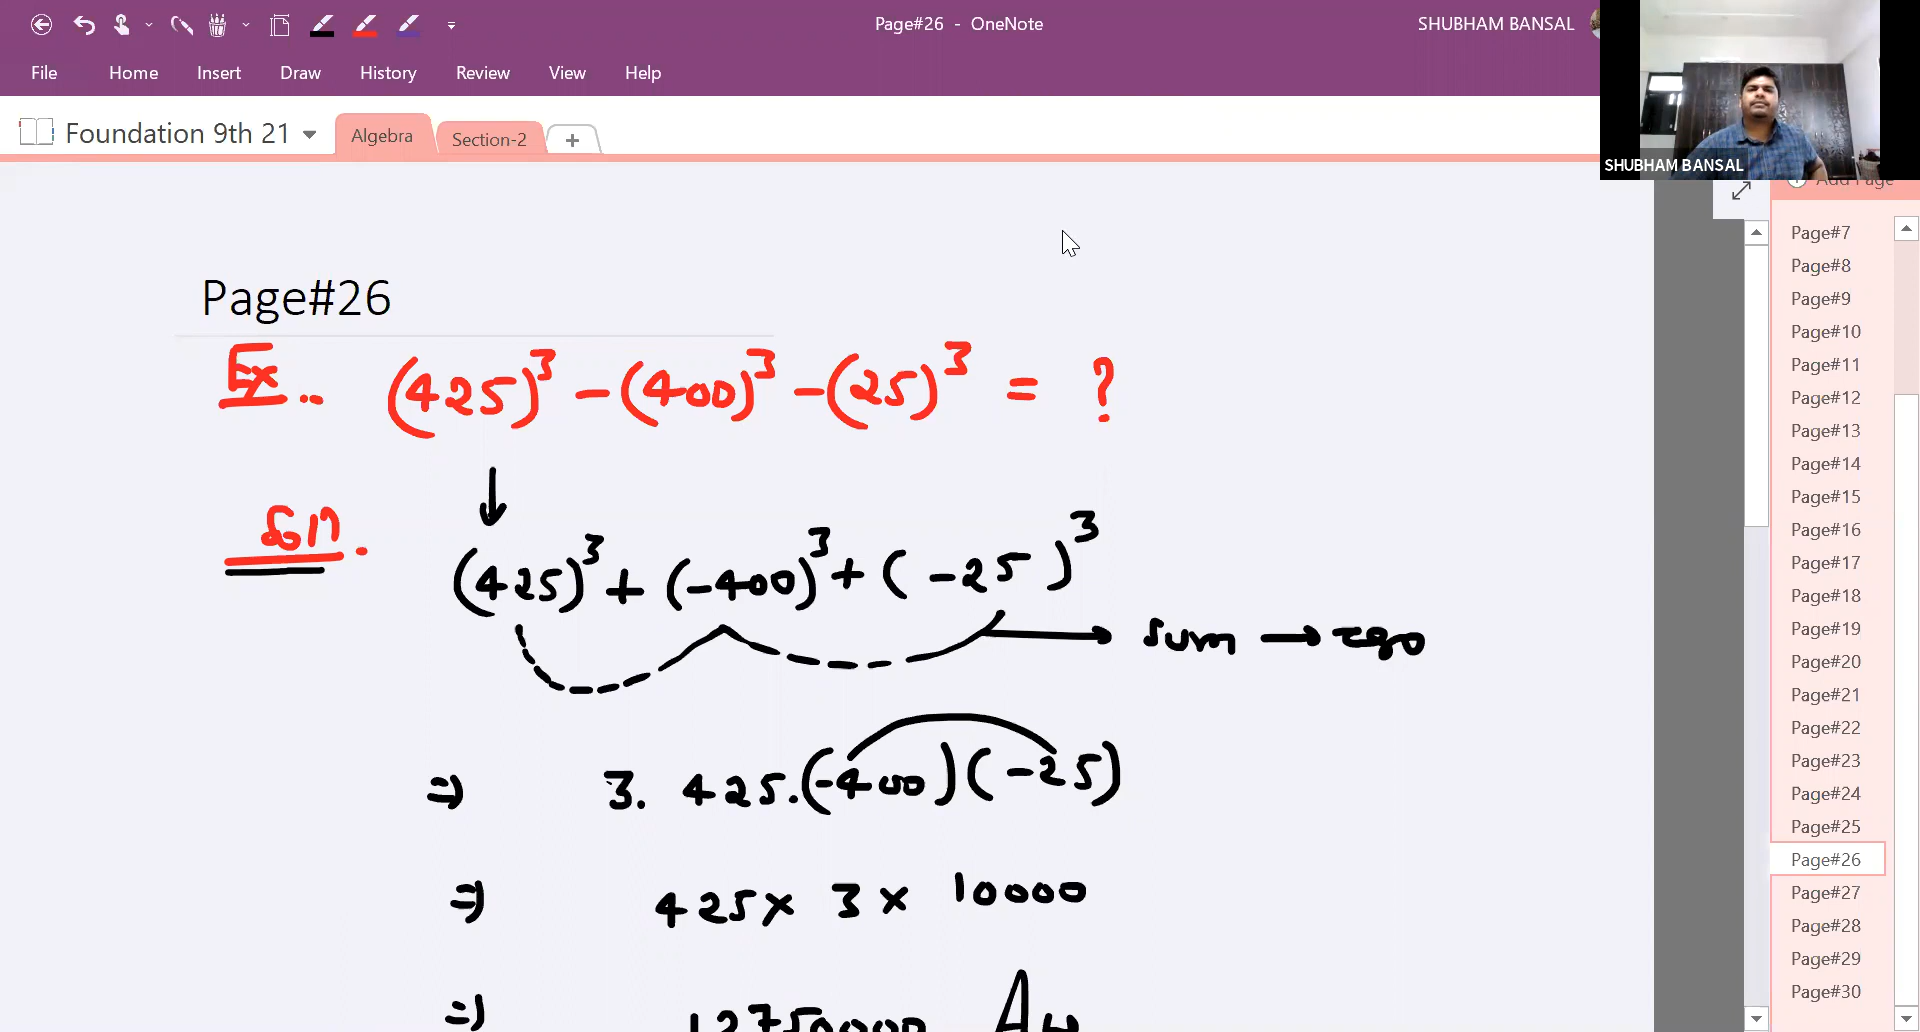 Page#26 - OneNote
SHUBHAM BANSAL
File Home Insert Draw History Review View Help
SHUBHAM BANSAL
Foundation 9th 21
Algebra
Section-2
+
Add Page
Page#7
Page#8
Page#9
Page#10
Page#11
Page#12
Page#13
Page#14
Page#15
Page#16
Page#17
Page#18
Page#19
Page#20
Page#21
Page#22
Page#23
Page#24
Page#25
Page#26
Page#27
Page#28
Page#29
Page#30
Page#26
Ex.. (425)³ - (400)³ - (25)³ = ?
Solⁿ.
(425)³ + (-400)³ + (-25)³
sum → zero
⇒ 3. 425.(-400)(-25)
⇒ 425 × 3 × 10000
⇒ 12750000